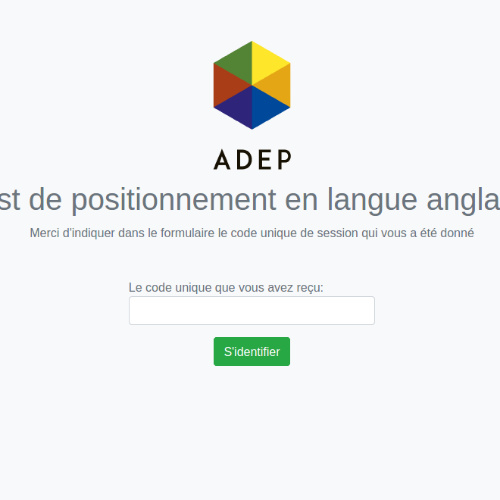 ADEP
st de positionnement en langue angla
Merci d'indiquer dans le formulaire le code unique de session qui vous a été donné
Le code unique que vous avez reçu:
S'identifier